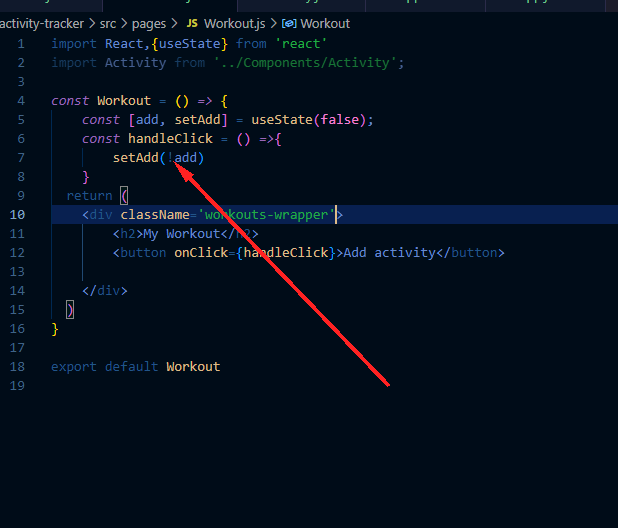 activity-tracker > src > pages > JS Workout.js > Workout
1 import React,{useState} from 'react'
2 import Activity from '../Components/Activity';
3
4 const Workout = () => {
5 const [add, setAdd] = useState(false);
6 const handleClick = () =>{
7 setAdd(!add)
8 }
9 return (
10 <div className='workouts-wrapper'>
11 <h2>My Workout</h2>
12 <button onClick={handleClick}>Add activity</button>
13
14 </div>
15 )
16 }
17
18 export default Workout
19